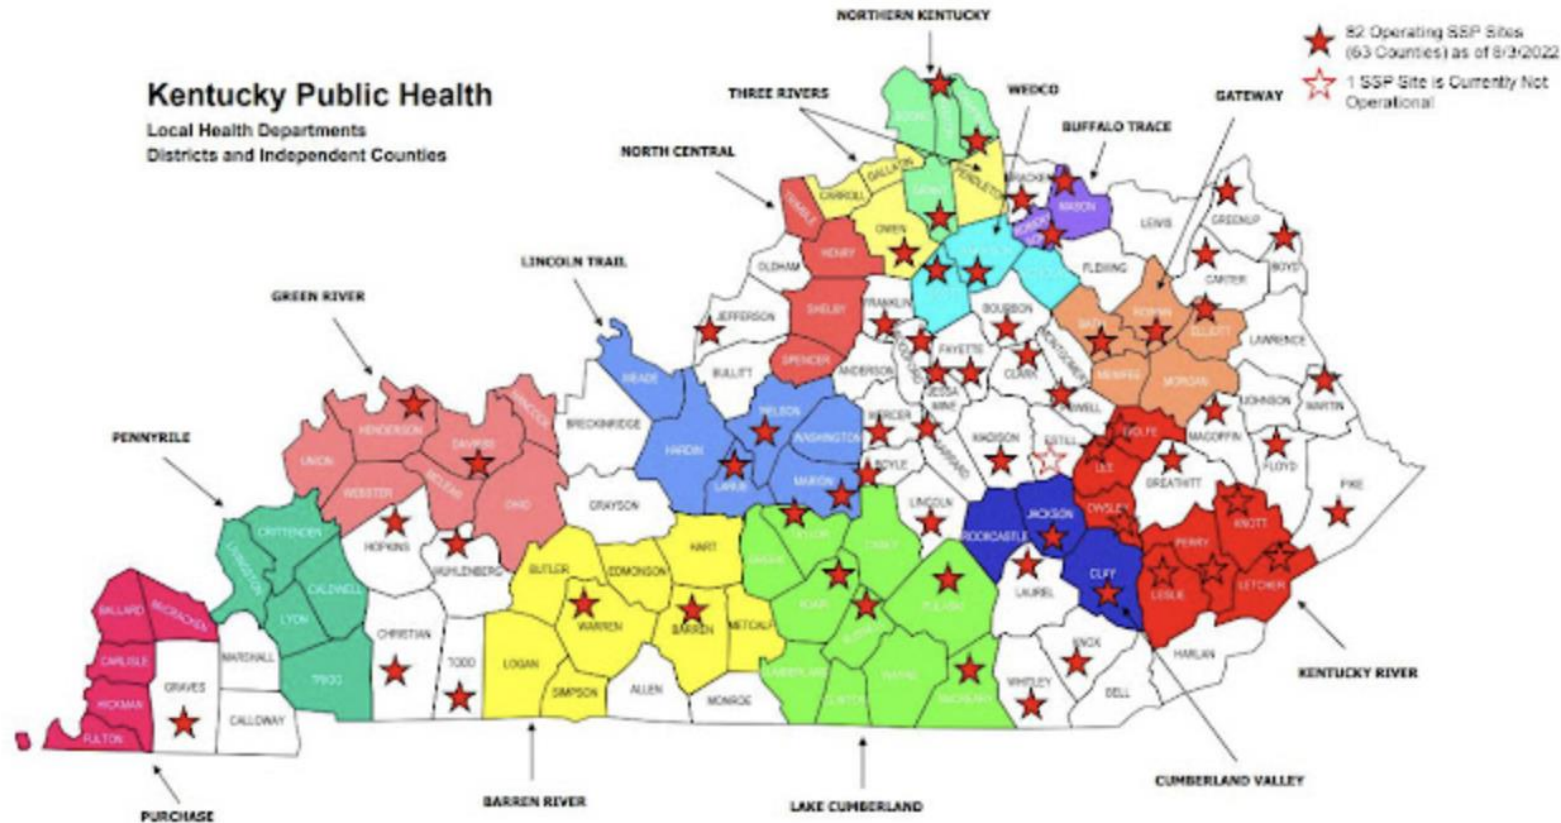 NORTHERN KENTUCKY
82 Operating SSP Sites
(63 Counties) as of 8/3/2022
1 SSP Site is Currently Not
Operational
Kentucky Public Health
Local Health Departments
Districts and Independent Counties
THREE RIVERS
WEDCO
GATEWAY
BUFFALO TRACE
NORTH CENTRAL
LINCOLN TRAIL
GREEN RIVER
PENNYRILE
BOONE
GALLATIN
CARROLL
TRIMBLE
GRANT
PENDLETON
MASON
LEWIS
GREENUP
OWEN
HENRY
OLDHAM
FLEMING
CARTER
BOYD
SHELBY
FRANKLIN
BOURBON
JEFFERSON
ROWAN
ELLIOTT
LAWRENCE
SPENCER
BULLITT
ANDERSON
FAYETTE
CLARK
MONTGOMERY
MENIFEE
MORGAN
MEADE
JESSA
MINE
POWELL
JOHNSON
MARTIN
HANCOCK
BRECKINRIDGE
NELSON
WASHINGTON
MERCER
GARRARD
MADISON
ESTILL
WOLFE
MAGOFFIN
HENDERSON
DAVIESS
UNION
WEBSTER
MCLEAN
OHIO
HARDIN
LARUE
MARION
BOYLE
LEE
BREATHITT
FLOYD
PIKE
GRAYSON
LINCOLN
ROCKCASTLE
JACKSON
OWSLEY
KNOTT
CRITTENDEN
LIVINGSTON
HOPKINS
MUHLENBERG
BUTLER
EDMONSON
HART
TAYLOR
CASEY
PERRY
CALDWELL
LYON
CLAY
LAUREL
LESLIE
LETCHER
BALLARD
MCCRACKEN
CARLISLE
HICKMAN
FULTON
GRAVES
MARSHALL
CALLOWAY
TRIGG
CHRISTIAN
TODD
LOGAN
WARREN
SIMPSON
BARREN
METCALF
ALLEN
MONROE
ADAIR
PULASKI
WAYNE
CLINTON
WHITLEY
KNOX
BELL
HARLAN
KENTUCKY RIVER
CUMBERLAND VALLEY
LAKE CUMBERLAND
BARREN RIVER
PURCHASE